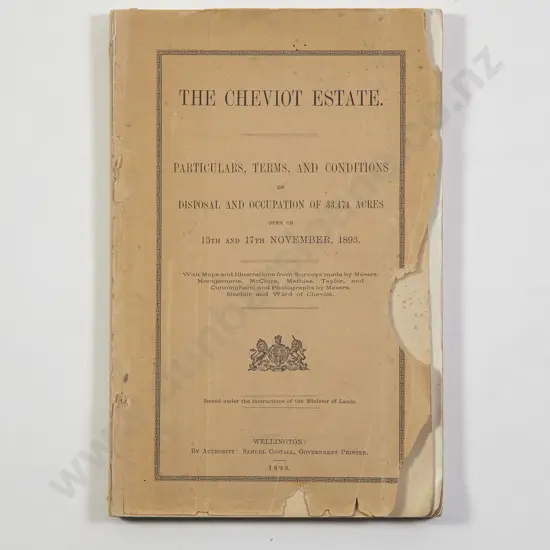 THE CHEVIOT ESTATE.
PARTICULARS, TERMS, AND CONDITIONS
OF
DISPOSAL AND OCCUPATION OF 33,474 ACRES
OPEN ON
13TH AND 17TH NOVEMBER, 1893.
With Maps and Illustrations from Surveys made by Messrs.
Montgomerie, McClure, Mathias, Taylor, and
Cunningham, and Photographs by Messrs.
Sinclair and Ward of Cheviot.
Issued under the instructions of the Minister of Lands.
WELLINGTON:
BY AUTHORITY: SAMUEL COSTALL, GOVERNMENT PRINTER.
1893.